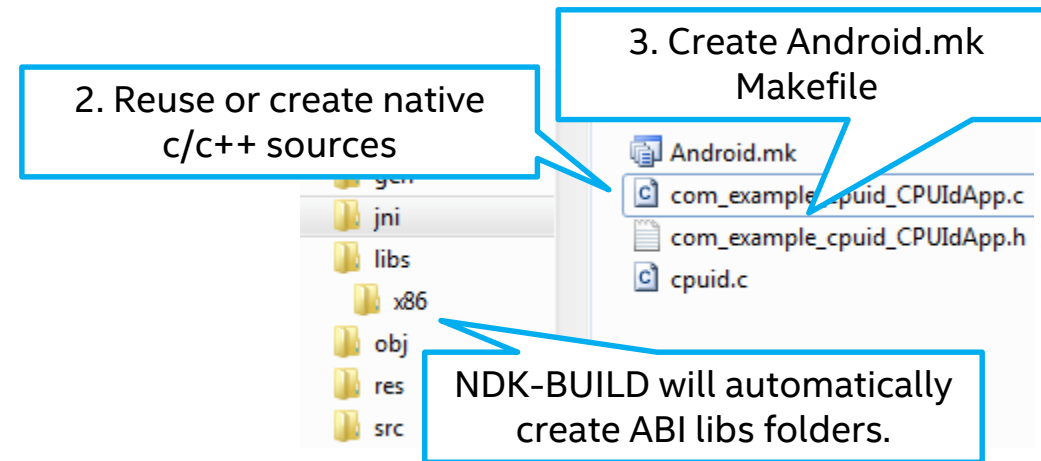 3. Create Android.mk
Makefile
2. Reuse or create native
c/c++ sources
jni
libs
x86
obj
res
src
Android.mk
com_example_cpuid_CPUIdApp.c
com_example_cpuid_CPUIdApp.h
cpuid.c
NDK-BUILD will automatically
create ABI libs folders.